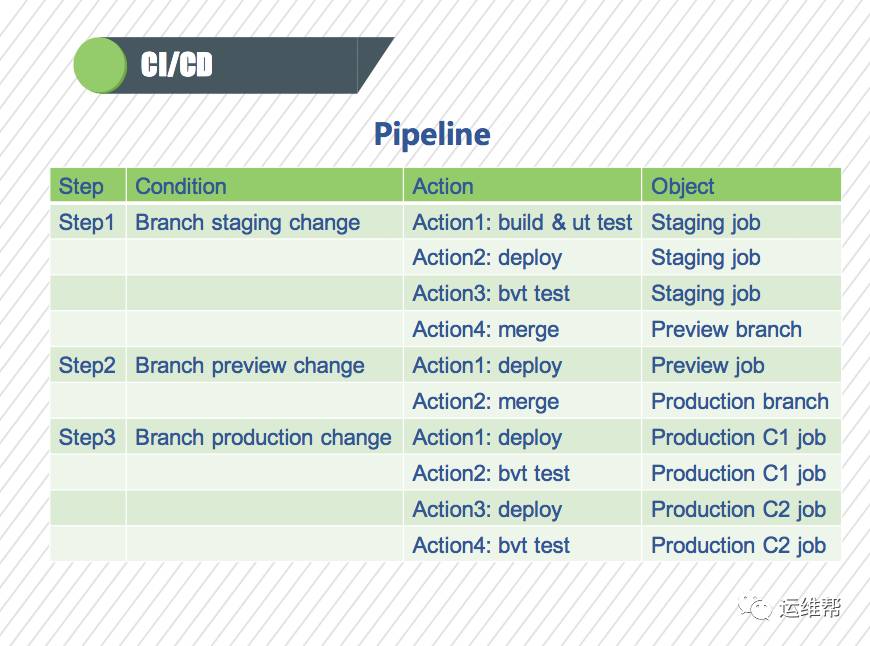 CI/CD
Pipeline
Step Condition Action Object
Step1 Branch staging change Action1: build & ut test Staging job
Action2: deploy Staging job
Action3: bvt test Staging job
Action4: merge Preview branch
Step2 Branch preview change Action1: deploy Preview job
Action2: merge Production branch
Step3 Branch production change Action1: deploy Production C1 job
Action2: bvt test Production C1 job
Action3: deploy Production C2 job
Action4: bvt test Production C2 job
运维帮